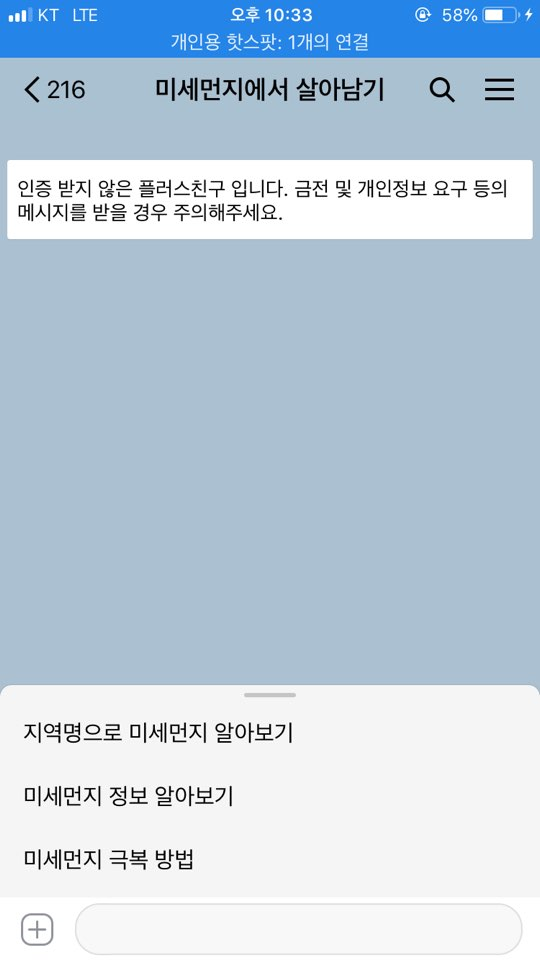 KT LTE 오후 10:33 58%
개인용 핫스팟: 1개의 연결
216 미세먼지에서 살아남기
인증 받지 않은 플러스친구 입니다. 금전 및 개인정보 요구 등의
메시지를 받을 경우 주의해주세요.
지역명으로 미세먼지 알아보기
미세먼지 정보 알아보기
미세먼지 극복 방법